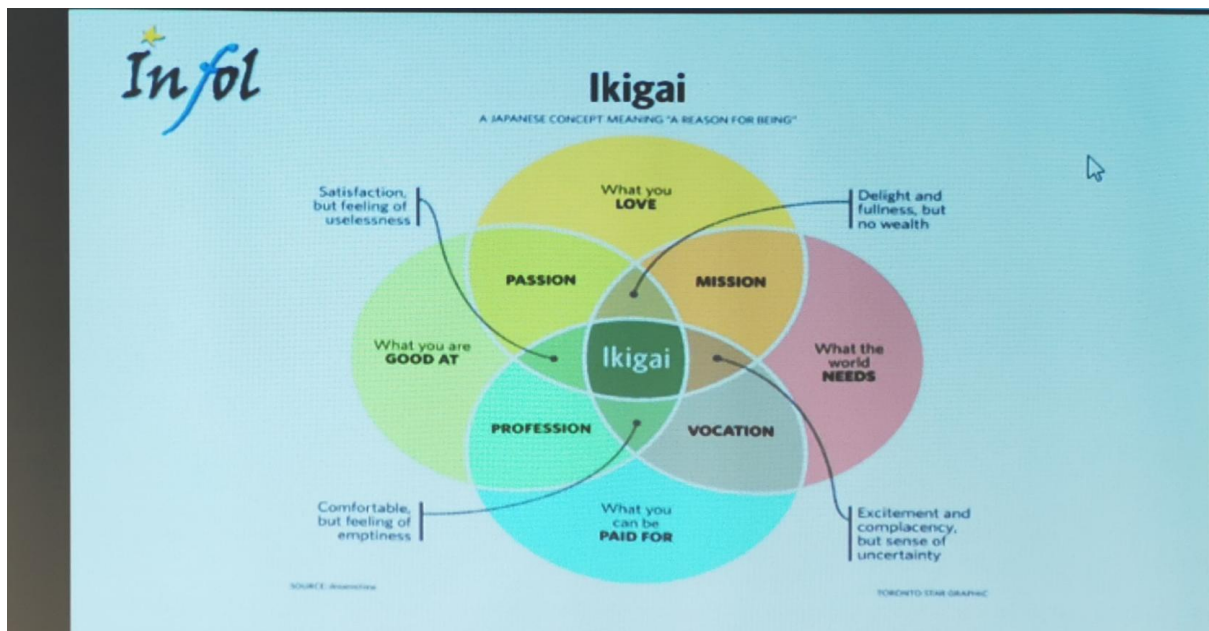 Infol
Ikigai
A JAPANESE CONCEPT MEANING "A REASON FOR BEING"
What you
LOVE
Satisfaction,
but feeling of
uselessness
Delight and
fullness, but
no wealth
PASSION
MISSION
What you are
GOOD AT
Ikigai
What the
world
NEEDS
PROFESSION
VOCATION
Comfortable,
but feeling of
emptiness
What you
can be
PAID FOR
Excitement and
complacency,
but sense of
uncertainty
SOURCE:
TORONTO STAR GRAPHIC